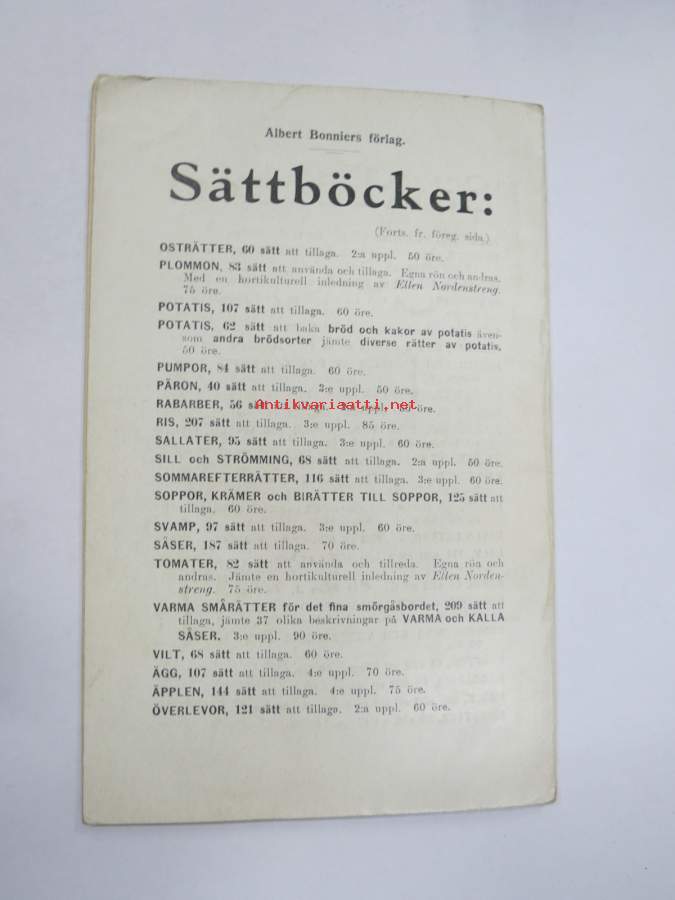 Albert Bonniers förlag.
Sättböcker:
(Forts. fr. föreg. sida.)
OSTRÄTTER, 60 sätt att tillaga. 2:a uppl. 50 öre.
PLOMMON, 83 sätt att använda och tillaga. Egna rön och andras.
Med en hortikulturell inledning av Ellen Nordenstreng.
75 öre.
POTATIS, 107 sätt att tillaga. 60 öre.
POTATIS, 62 sätt att baka bröd och kakor av potatis även-
som andra brödsorter jämte diverse rätter av potatis,
50 öre.
PUMPOR, 84 sätt att tillaga. 60 öre.
PÄRON, 40 sätt att tillaga. 3:e uppl. 50 öre.
RABARBER, 56 sätt att tillaga. uppl. öre.
Antikvariaatti.net
RIS, 207 sätt att tillaga. 3:e uppl. 85 öre.
SALLATER, 95 sätt att tillaga. 3:e uppl. 60 öre.
SILL och STRÖMMING, 68 sätt att tillaga. 2:a uppl. 50 öre.
SOMMAREFTERRÄTTER, 116 sätt att tillaga. 3:e uppl. 60 öre.
SOPPOR, KRÄMER och BIRÄTTER TILL SOPPOR, 125 sätt att
tillaga. 60 öre.
SVAMP, 97 sätt att tillaga. 3:e uppl. 60 öre.
SÅSER, 187 sätt att tillaga. 70 öre.
TOMATER, 82 sätt att använda och tillreda. Egna rön och
andras. Jämte en hortikulturell inledning av Ellen Norden-
streng. 75 öre.
VARMA SMÅRÄTTER för det fina smörgåsbordet, 209 sätt att
tillaga, jämte 37 olika beskrivningar på VARMA och KALLA
SÅSER. 3:e uppl. 90 öre.
VILT, 68 sätt att tillaga. 60 öre.
ÄGG, 107 sätt att tillaga. 4:e uppl. 70 öre.
ÄPPLEN, 144 sätt att tillaga. 4:e uppl. 75 öre.
ÖVERLEVOR, 121 sätt att tillaga. 2:a uppl. 60 öre.